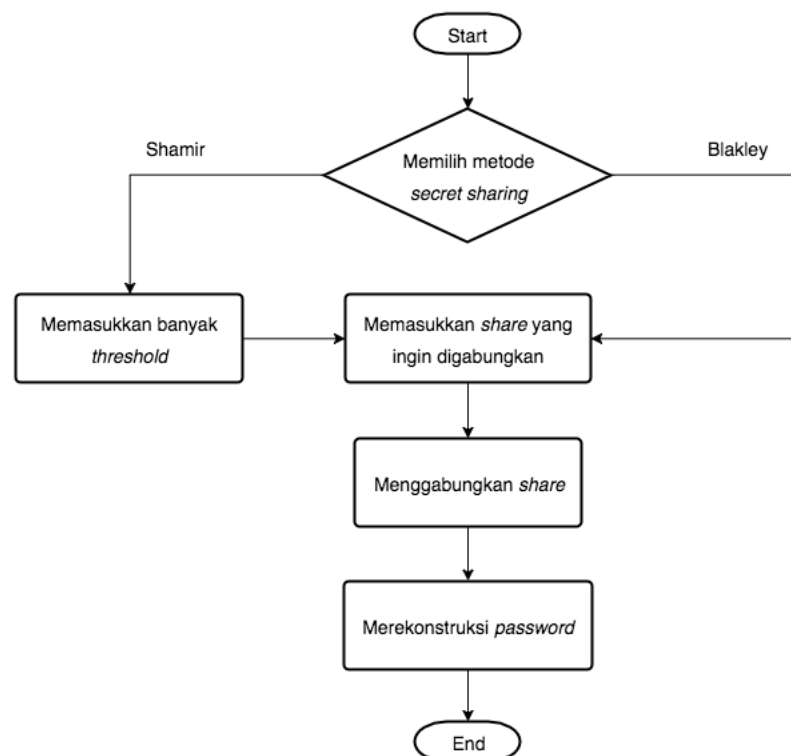 Start
Shamir
Blakley
Memilih metode
secret sharing
Memasukkan banyak
threshold
Memasukkan share yang
ingin digabungkan
Menggabungkan share
Merekonstruksi password
End